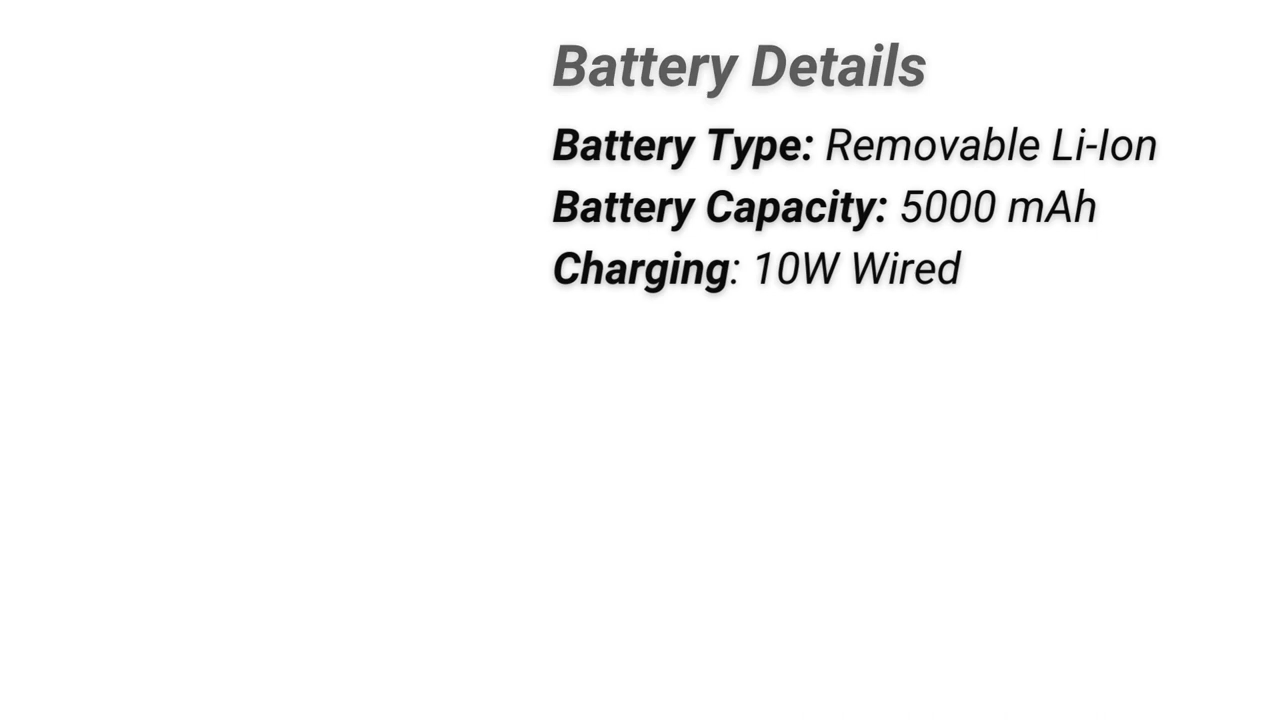 Battery Details
Battery Type: Removable Li-Ion
Battery Capacity: 5000 mAh
Charging: 10W Wired